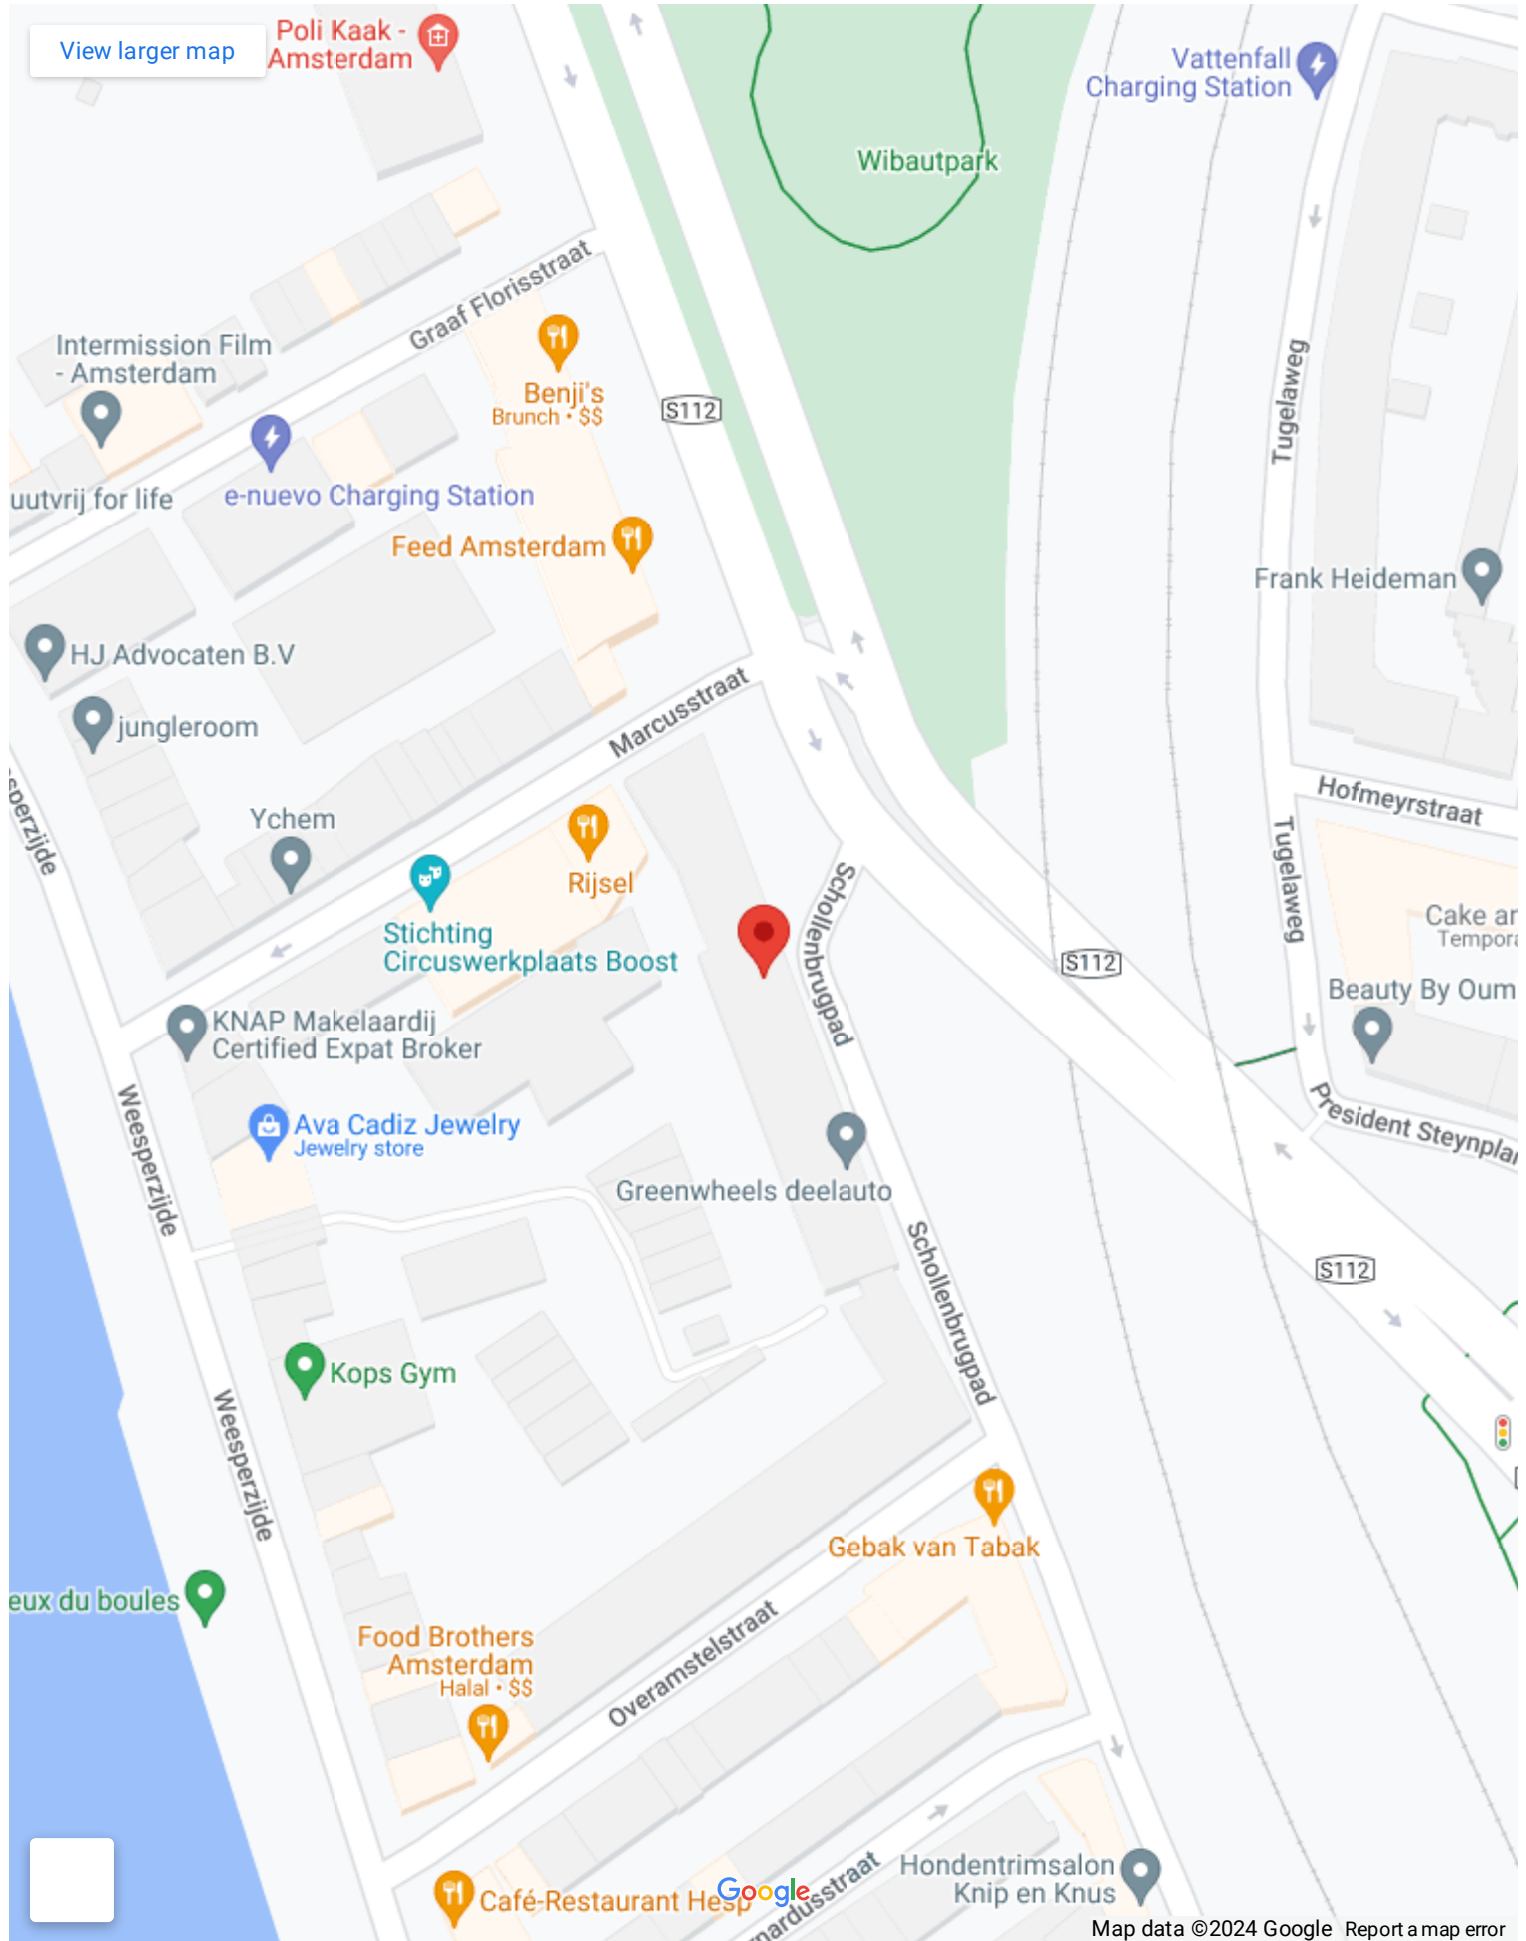 View larger map
Poli Kaak -
Amsterdam
Vattenfall
Charging Station
Wibautpark
Graaf Florisstraat
Intermission Film
- Amsterdam
Benji's
Brunch • $$
S112
Tugelaweg
uutvrij for life
e-nuevo Charging Station
Feed Amsterdam
Frank Heideman
HJ Advocaten B.V
jungleroom
Marcusstraat
Hofmeyrstraat
sperzijde
Ychem
Rijsel
Schollenbrugpad
Tugelaweg
Stichting
Circuswerkplaats Boost
S112
Cake ar
Tempora
Beauty By Oum
KNAP Makelaardij
Certified Expat Broker
Weesperzijde
Ava Cadiz Jewelry
Jewelry store
President Steynplan
Greenwheels deelauto
Schollenbrugpad
S112
Kops Gym
Weesperzijde
Gebak van Tabak
eux du boules
Food Brothers
Amsterdam
Halal • $$
Overamstelstraat
Café-Restaurant Hesp
Google
nardusstraat
Hondentrimsalon
Knip en Knus
Map data ©2024 Google
Report a map error